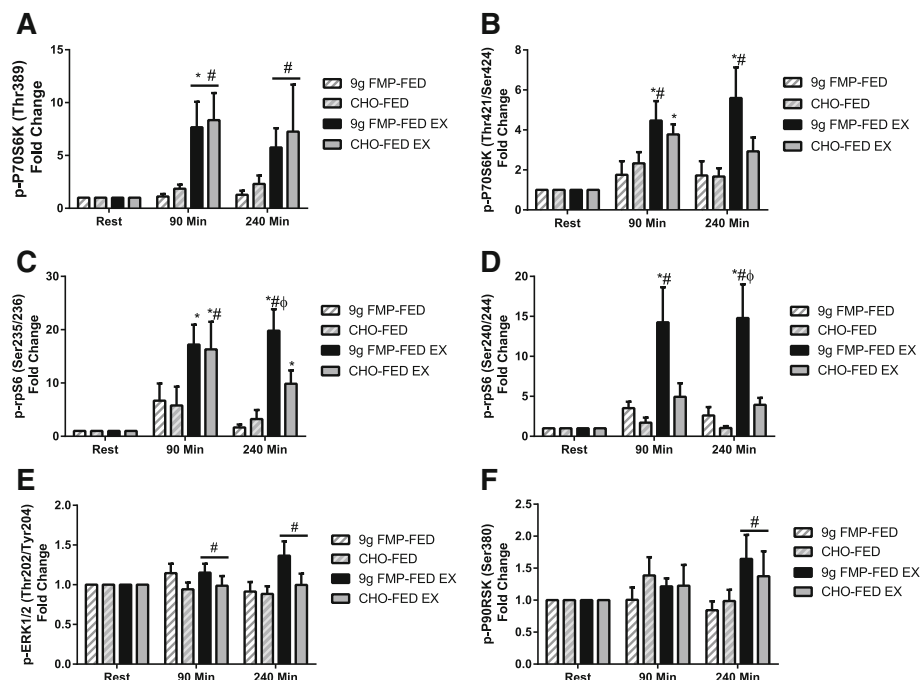 A
p-P70S6K (Thr389)
Fold Change
15
10
5
0
* #
#
Rest
90 Min
240 Min
9g FMP-FED
CHO-FED
9g FMP-FED EX
CHO-FED EX
B
p-P70S6K (Thr421/Ser424)
Fold Change
8
6
4
2
0
*#
*
*#
Rest
90 Min
240 Min
9g FMP-FED
CHO-FED
9g FMP-FED EX
CHO-FED EX
C
p-rpS6 (Ser235/236)
Fold Change
30
20
10
0
*
*#
*#ϕ
*
Rest
90 Min
240 Min
9g FMP-FED
CHO-FED
9g FMP-FED EX
CHO-FED EX
D
p-rpS6 (Ser240/244)
Fold Change
20
15
10
5
0
*#
*#ϕ
Rest
90 Min
240 Min
9g FMP-FED
CHO-FED
9g FMP-FED EX
CHO-FED EX
E
p-ERK1/2 (Thr202/Tyr204)
Fold Change
2.0
1.5
1.0
0.5
0.0
#
#
Rest
90 Min
240 Min
9g FMP-FED
CHO-FED
9g FMP-FED EX
CHO-FED EX
F
p-P90RSK (Ser380)
Fold Change
2.5
2.0
1.5
1.0
0.5
0.0
#
Rest
90 Min
240 Min
9g FMP-FED
CHO-FED
9g FMP-FED EX
CHO-FED EX